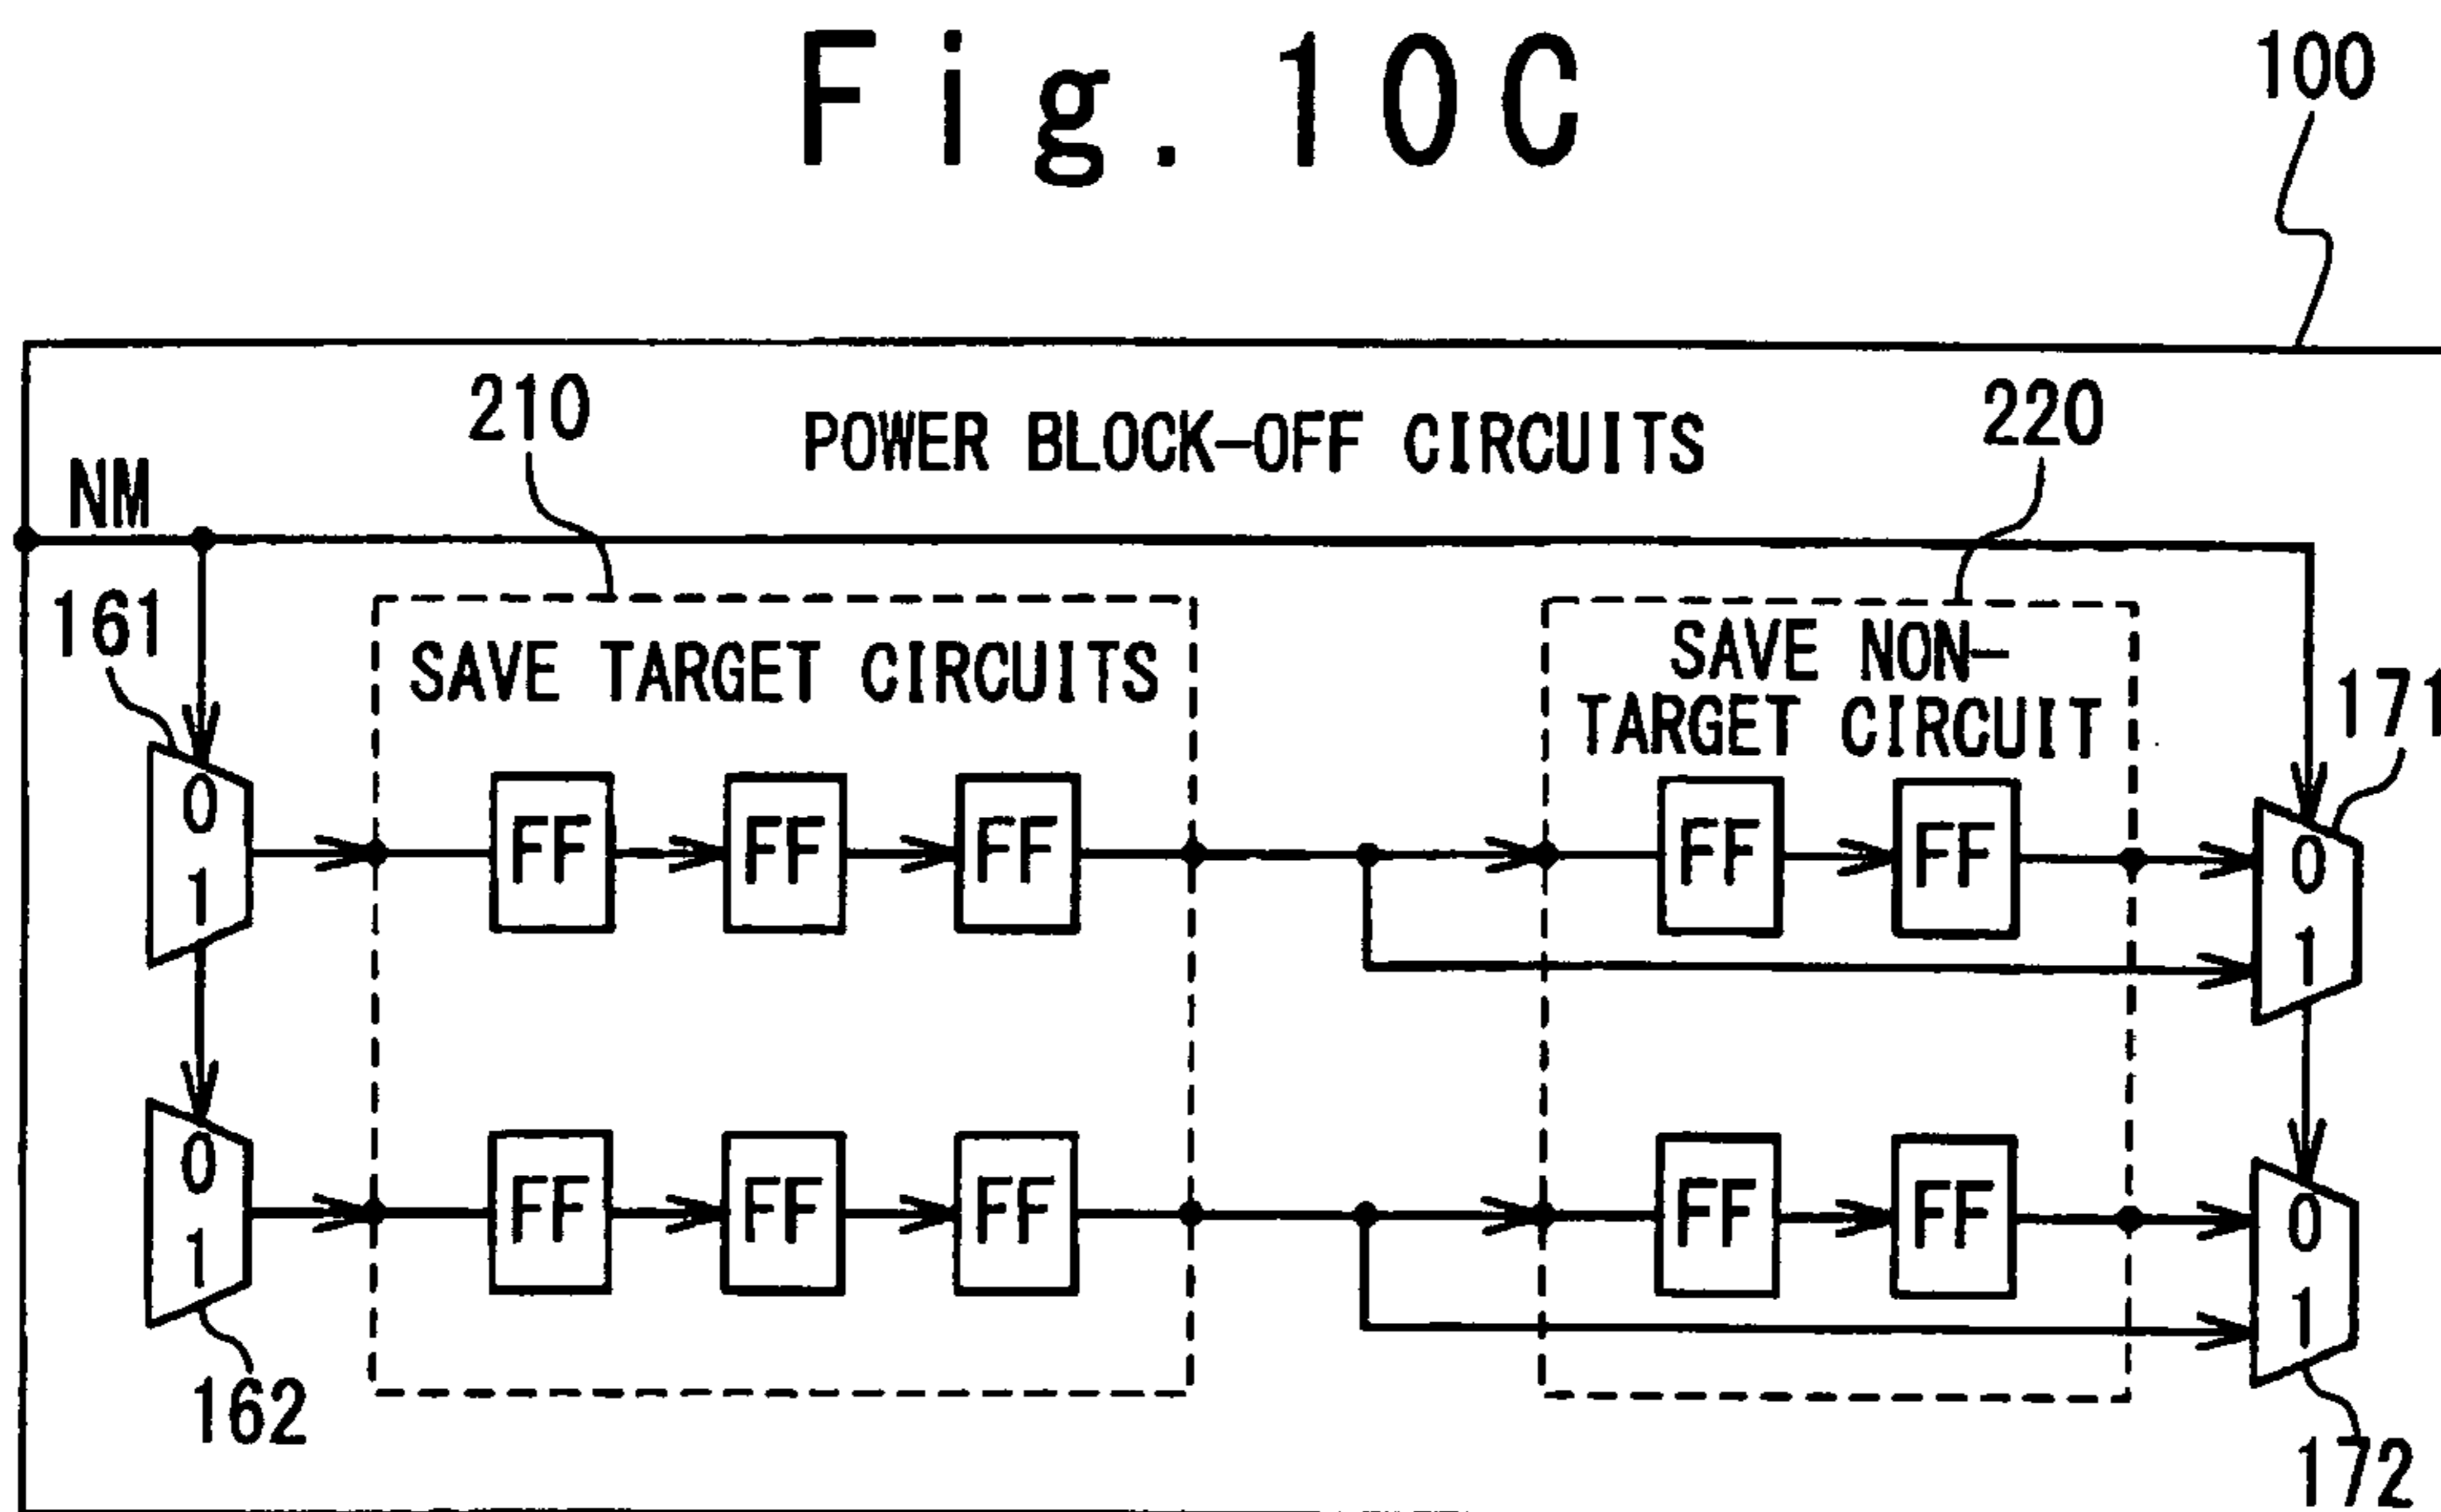 Fig. 10C
100
210
POWER BLOCK-OFF CIRCUITS
220
NM
161
SAVE TARGET CIRCUITS
SAVE NON-
TARGET CIRCUIT
171
0
1
FF
FF
FF
FF
FF
0
1
0
1
FF
FF
FF
FF
FF
0
1
162
172